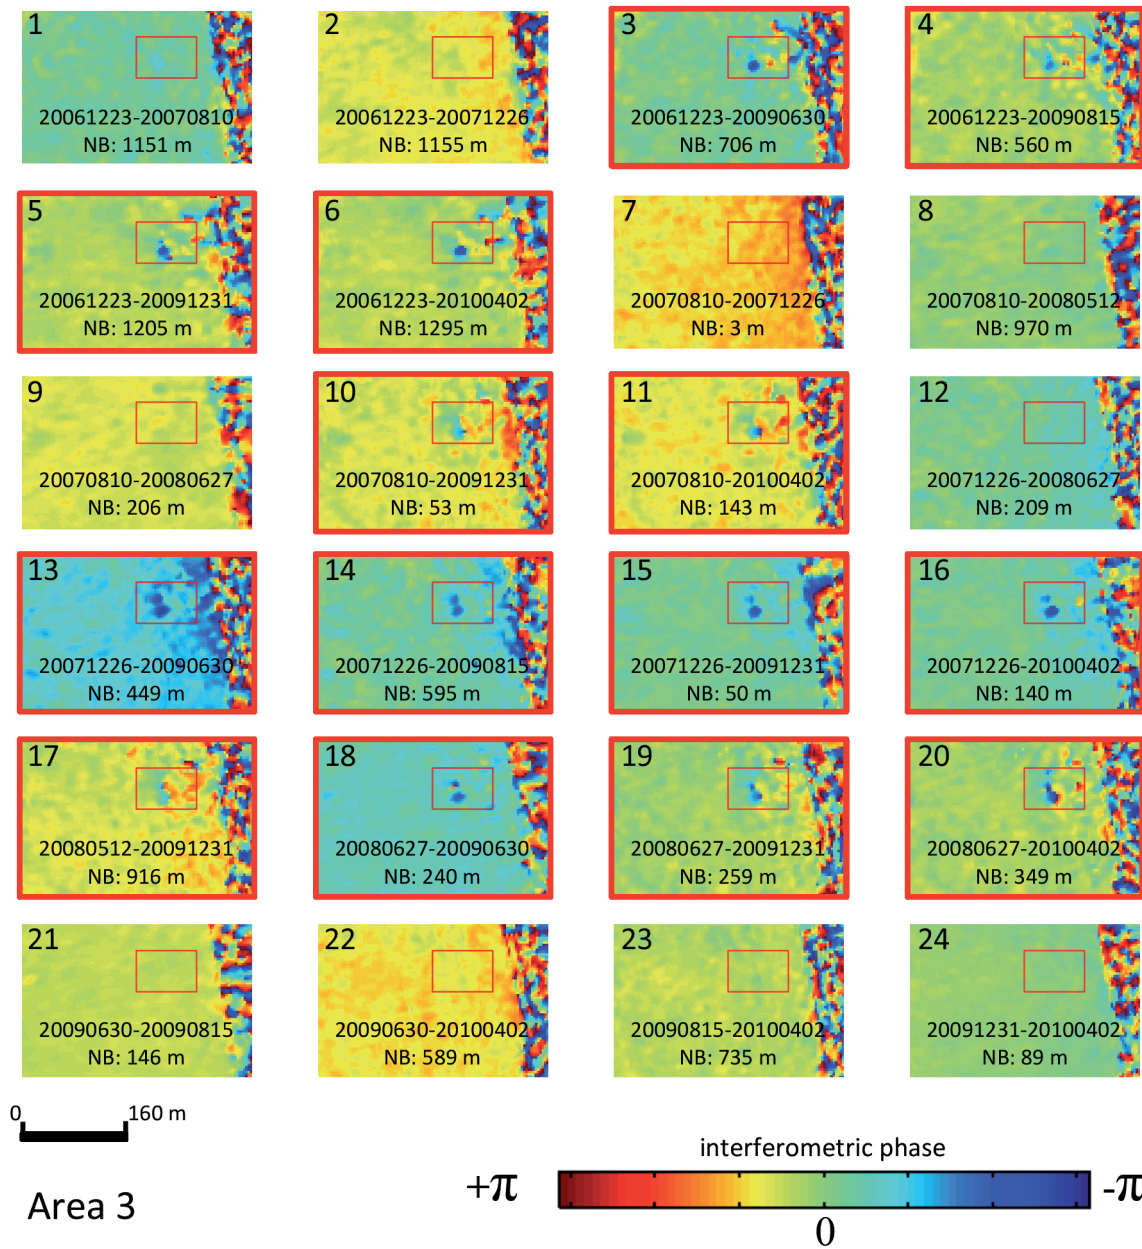 1
20061223-20070810
NB: 1151 m
2
20061223-20071226
NB: 1155 m
3
20061223-20090630
NB: 706 m
4
20061223-20090815
NB: 560 m
5
20061223-20091231
NB: 1205 m
6
20061223-20100402
NB: 1295 m
7
20070810-20071226
NB: 3 m
8
20070810-20080512
NB: 970 m
9
20070810-20080627
NB: 206 m
10
20070810-20091231
NB: 53 m
11
20070810-20100402
NB: 143 m
12
20071226-20080627
NB: 209 m
13
20071226-20090630
NB: 449 m
14
20071226-20090815
NB: 595 m
15
20071226-20091231
NB: 50 m
16
20071226-20100402
NB: 140 m
17
20080512-20091231
NB: 916 m
18
20080627-20090630
NB: 240 m
19
20080627-20091231
NB: 259 m
20
20080627-20100402
NB: 349 m
21
20090630-20090815
NB: 146 m
22
20090630-20100402
NB: 589 m
23
20090815-20100402
NB: 735 m
24
20091231-20100402
NB: 89 m
0 160 m
Area 3
interferometric phase
+π -π
0